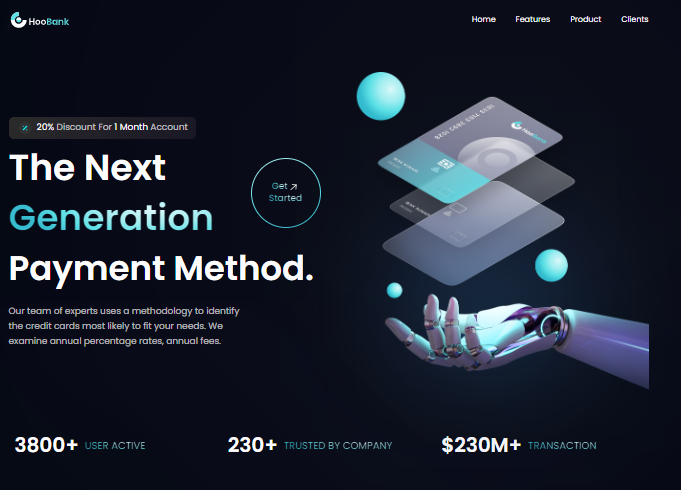 HooBank
Home Features Product Clients
20% Discount For 1 Month Account
The Next
Generation
Payment Method.
Get
Started
HooBank
Our team of experts uses a methodology to identify
the credit cards most likely to fit your needs. We
examine annual percentage rates, annual fees.
3800+ USER ACTIVE
230+ TRUSTED BY COMPANY
$230M+ TRANSACTION